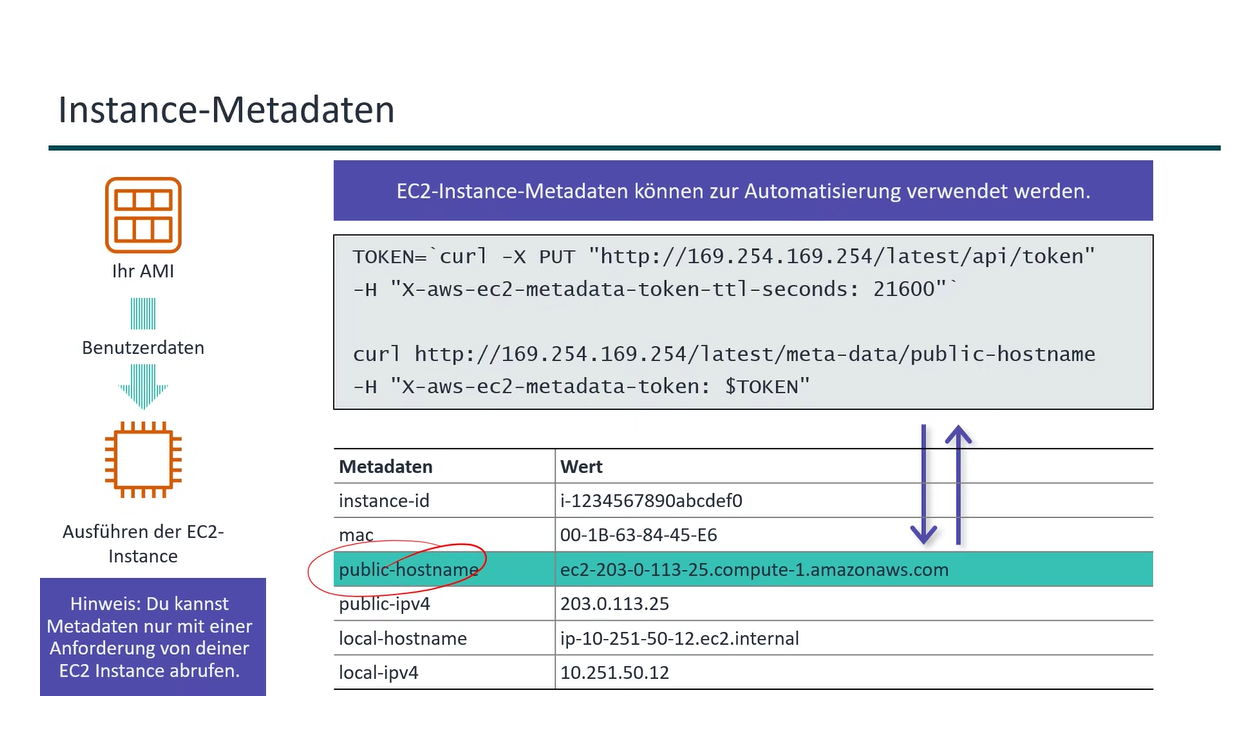 Instance-Metadaten
Ihr AMI
Benutzerdaten
Ausführen der EC2-
Instance
Hinweis: Du kannst
Metadaten nur mit einer
Anforderung von deiner
EC2 Instance abrufen.
EC2-Instance-Metadaten können zur Automatisierung verwendet werden.
TOKEN=`curl -X PUT "http://169.254.169.254/latest/api/token"
-H "X-aws-ec2-metadata-token-ttl-seconds: 21600"`
curl http://169.254.169.254/latest/meta-data/public-hostname
-H "X-aws-ec2-metadata-token: $TOKEN"
Metadaten Wert
instance-id i-1234567890abcdef0
mac 00-1B-63-84-45-E6
public-hostname ec2-203-0-113-25.compute-1.amazonaws.com
public-ipv4 203.0.113.25
local-hostname ip-10-251-50-12.ec2.internal
local-ipv4 10.251.50.12